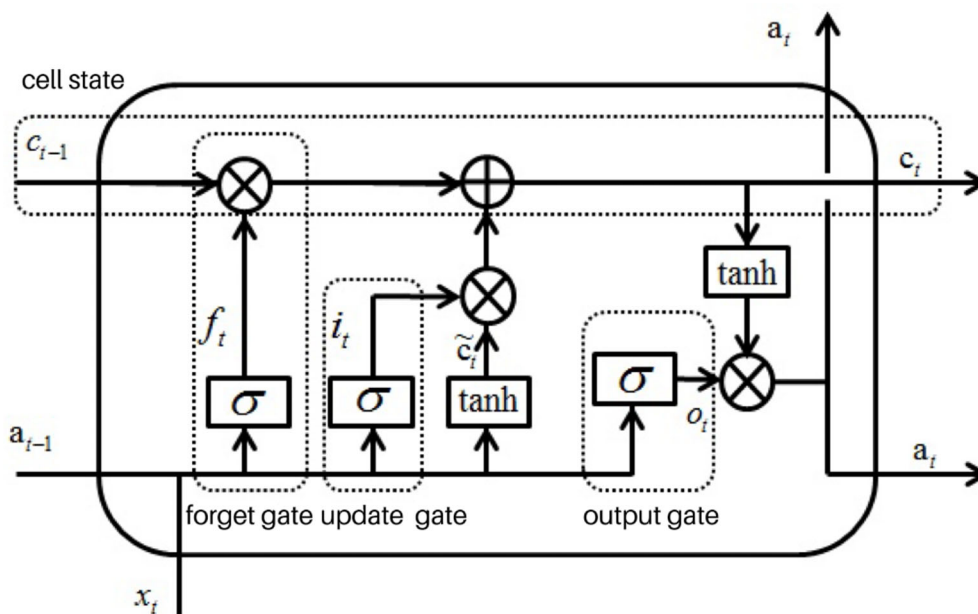 a_t
cell state
c_{t-1}
c_t
tanh
f_t
i_t
c̃_t
σ
σ
tanh
σ
o_t
a_{t-1}
a_t
forget gate
update gate
output gate
x_t